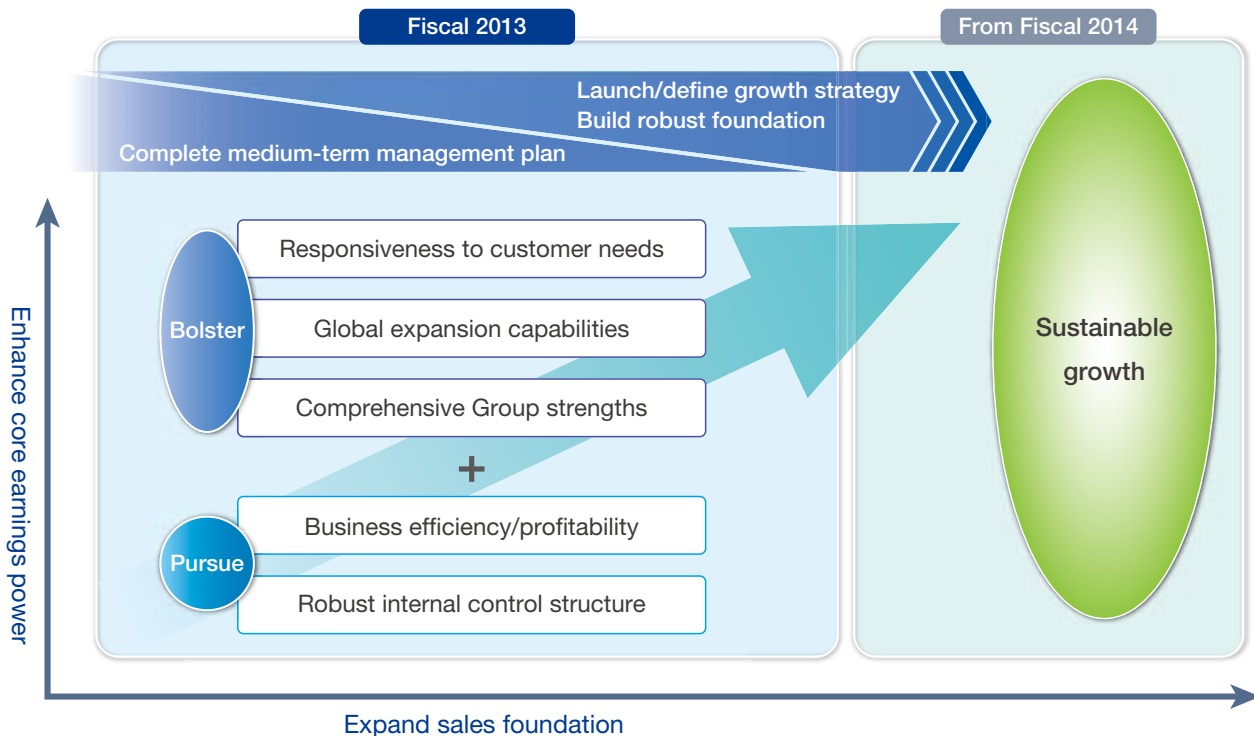 Fiscal 2013
From Fiscal 2014
Launch/define growth strategy
Build robust foundation
Complete medium-term management plan
Bolster
Responsiveness to customer needs
Global expansion capabilities
Comprehensive Group strengths
+
Pursue
Business efficiency/profitability
Robust internal control structure
Sustainable
growth
Enhance core earnings power
Expand sales foundation